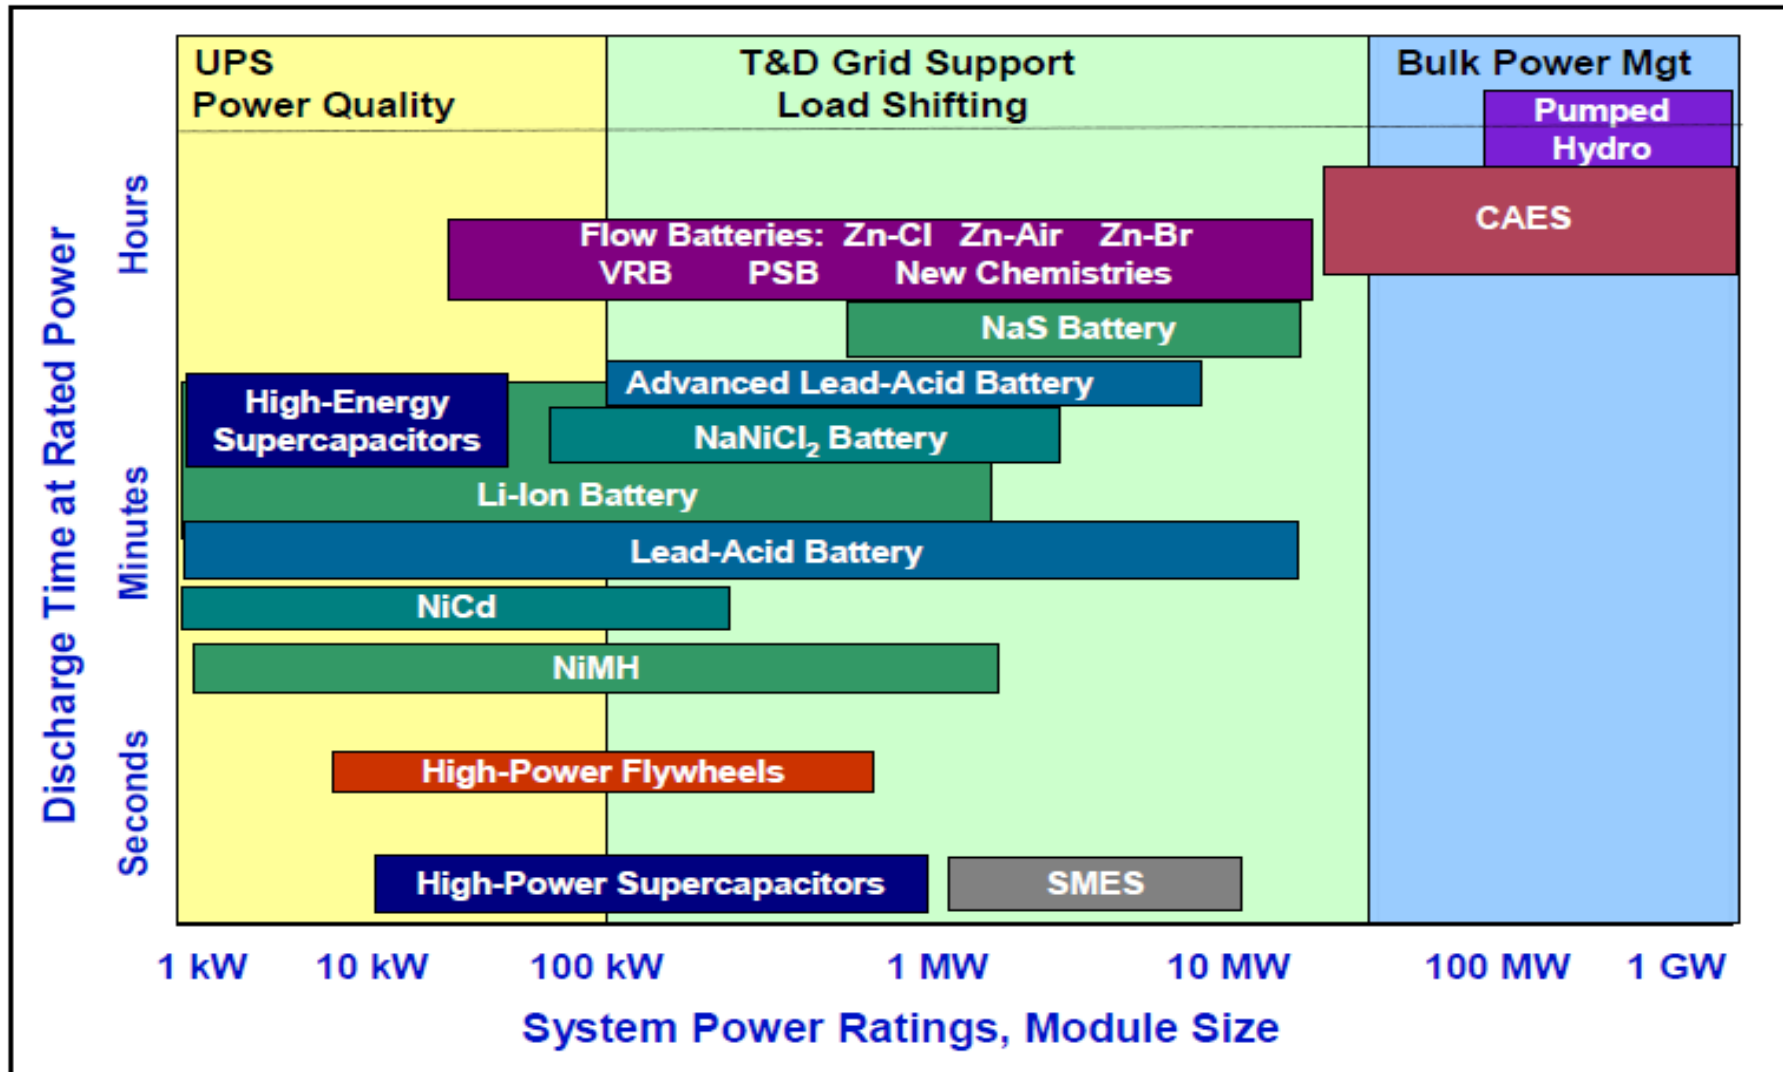 UPS
Power Quality
T&D Grid Support
Load Shifting
Bulk Power Mgt
Pumped
Hydro
CAES
Flow Batteries: Zn-Cl Zn-Air Zn-Br
VRB PSB New Chemistries
NaS Battery
Advanced Lead-Acid Battery
High-Energy
Supercapacitors
NaNiCl₂ Battery
Li-Ion Battery
Lead-Acid Battery
NiCd
NiMH
High-Power Flywheels
High-Power Supercapacitors
SMES
Discharge Time at Rated Power
Hours
Minutes
Seconds
1 kW 10 kW 100 kW 1 MW 10 MW 100 MW 1 GW
System Power Ratings, Module Size